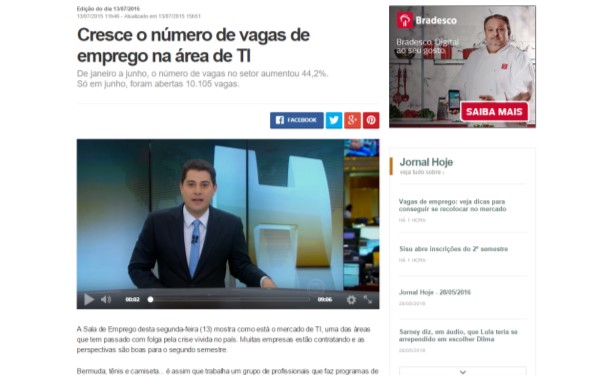 Edição do dia 13/07/2015
13/07/2015 11h46 - Atualizado em 13/07/2015 15h51
Cresce o número de vagas de
emprego na área de TI
De janeiro a junho, o número de vagas no setor aumentou 44,2%.
Só em junho, foram abertas 10.105 vagas.
FACEBOOK
00:03
09:06
A Sala de Emprego desta segunda-feira (13) mostra como está o mercado de TI, uma das áreas
que tem passado com folga pela crise vivida no país. Muitas empresas estão contratando e as
perspectivas são boas para o segundo semestre.
Bermuda, tênis e camiseta... é assim que trabalha um grupo de profissionais que faz programas de
Bradesco
Bradesco. Digital
ao seu gosto.
SAIBA MAIS
Jornal Hoje
veja tudo sobre ›
Vagas de emprego: veja dicas para
conseguir se recolocar no mercado
HÁ 1 HORA
Sisu abre inscrições do 2º semestre
HÁ 1 HORA
Jornal Hoje - 28/05/2016
28/05/2016
Sarney diz, em áudio, que Lula teria se
arrependido em escolher Dilma
28/05/2016